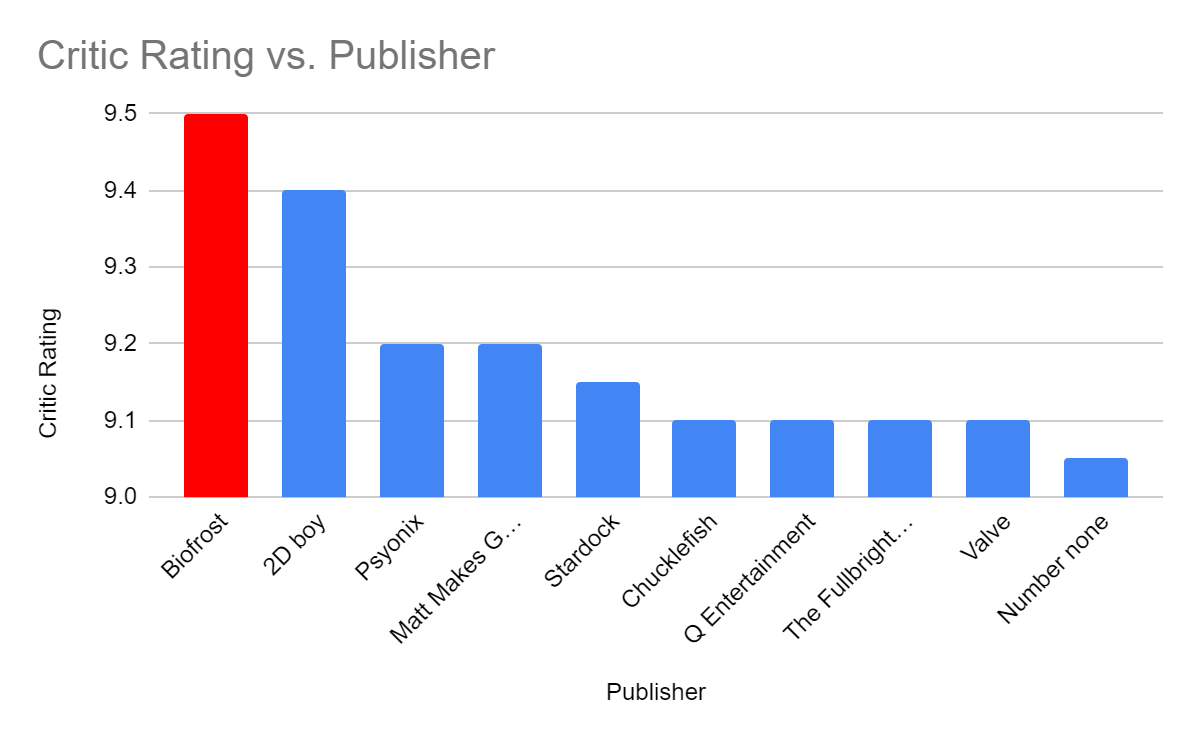 Critic Rating vs. Publisher
9.5
9.4
9.3
9.2
9.1
9.0
Critic Rating
Biofrost
2D boy
Psyonix
Matt Makes G...
Stardock
Chucklefish
Q Entertainment
The Fullbright...
Valve
Number none
Publisher